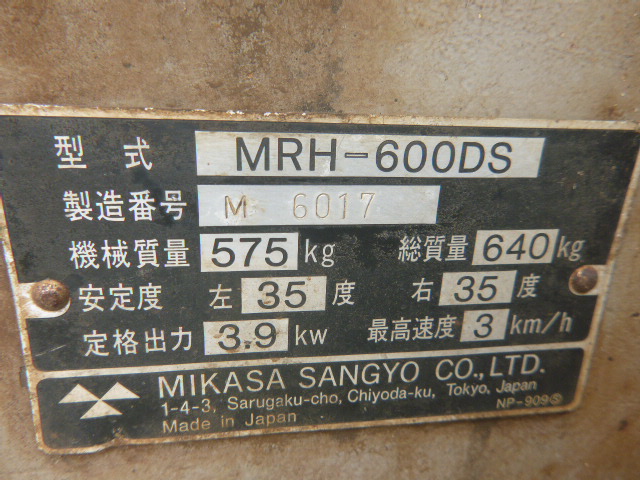 型式 MRH-600DS
製造番号 M 6017
機械質量 575 kg 総質量 640 kg
安定度 左 35 度 右 35 度
定格出力 3.9 kw 最高速度 3 km/h
MIKASA SANGYO CO., LTD.
1-4-3, Sarugaku-cho, Chiyoda-ku, Tokyo, Japan
Made in Japan NP-909Ⓢ